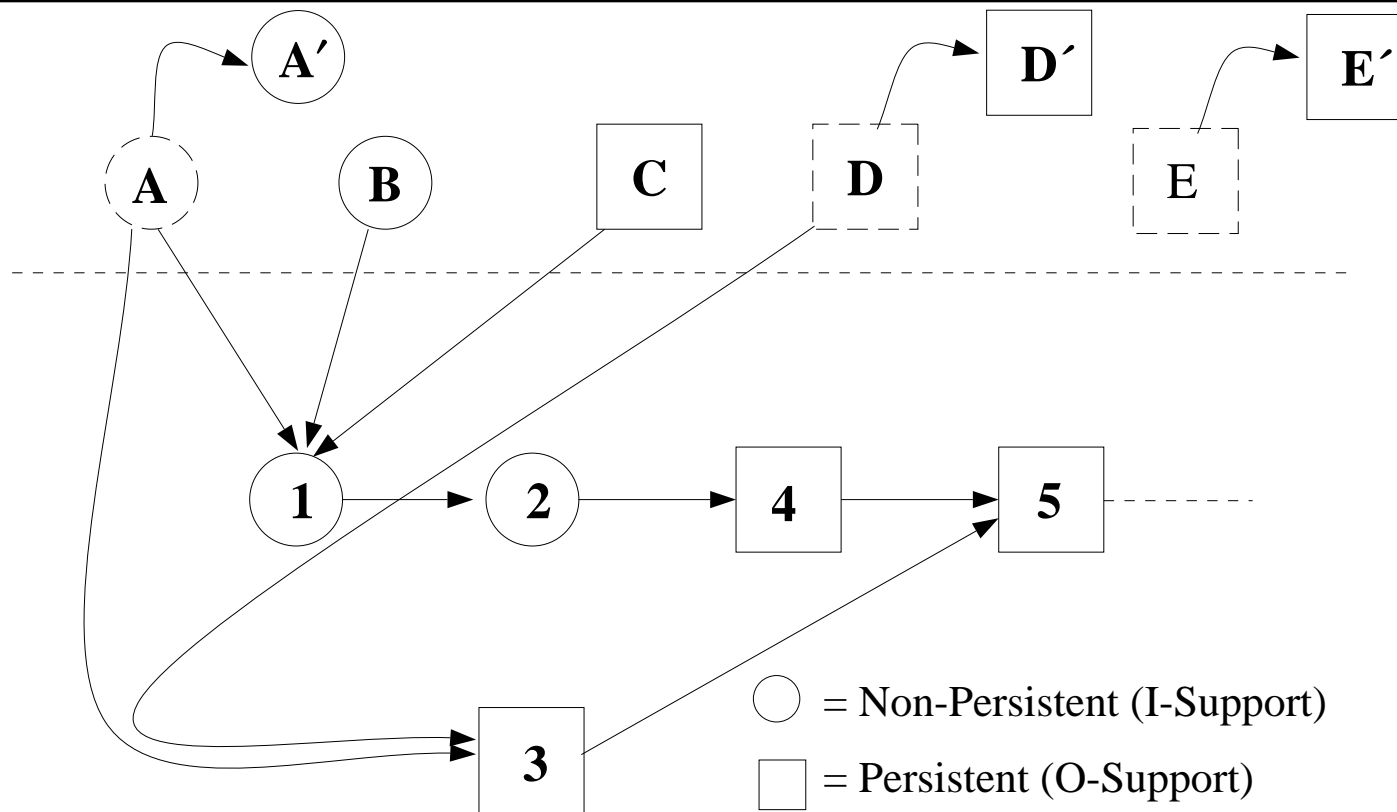 A´ D´ E´
A B C D E
1 2 4 5
= Non-Persistent (I-Support)
3
= Persistent (O-Support)